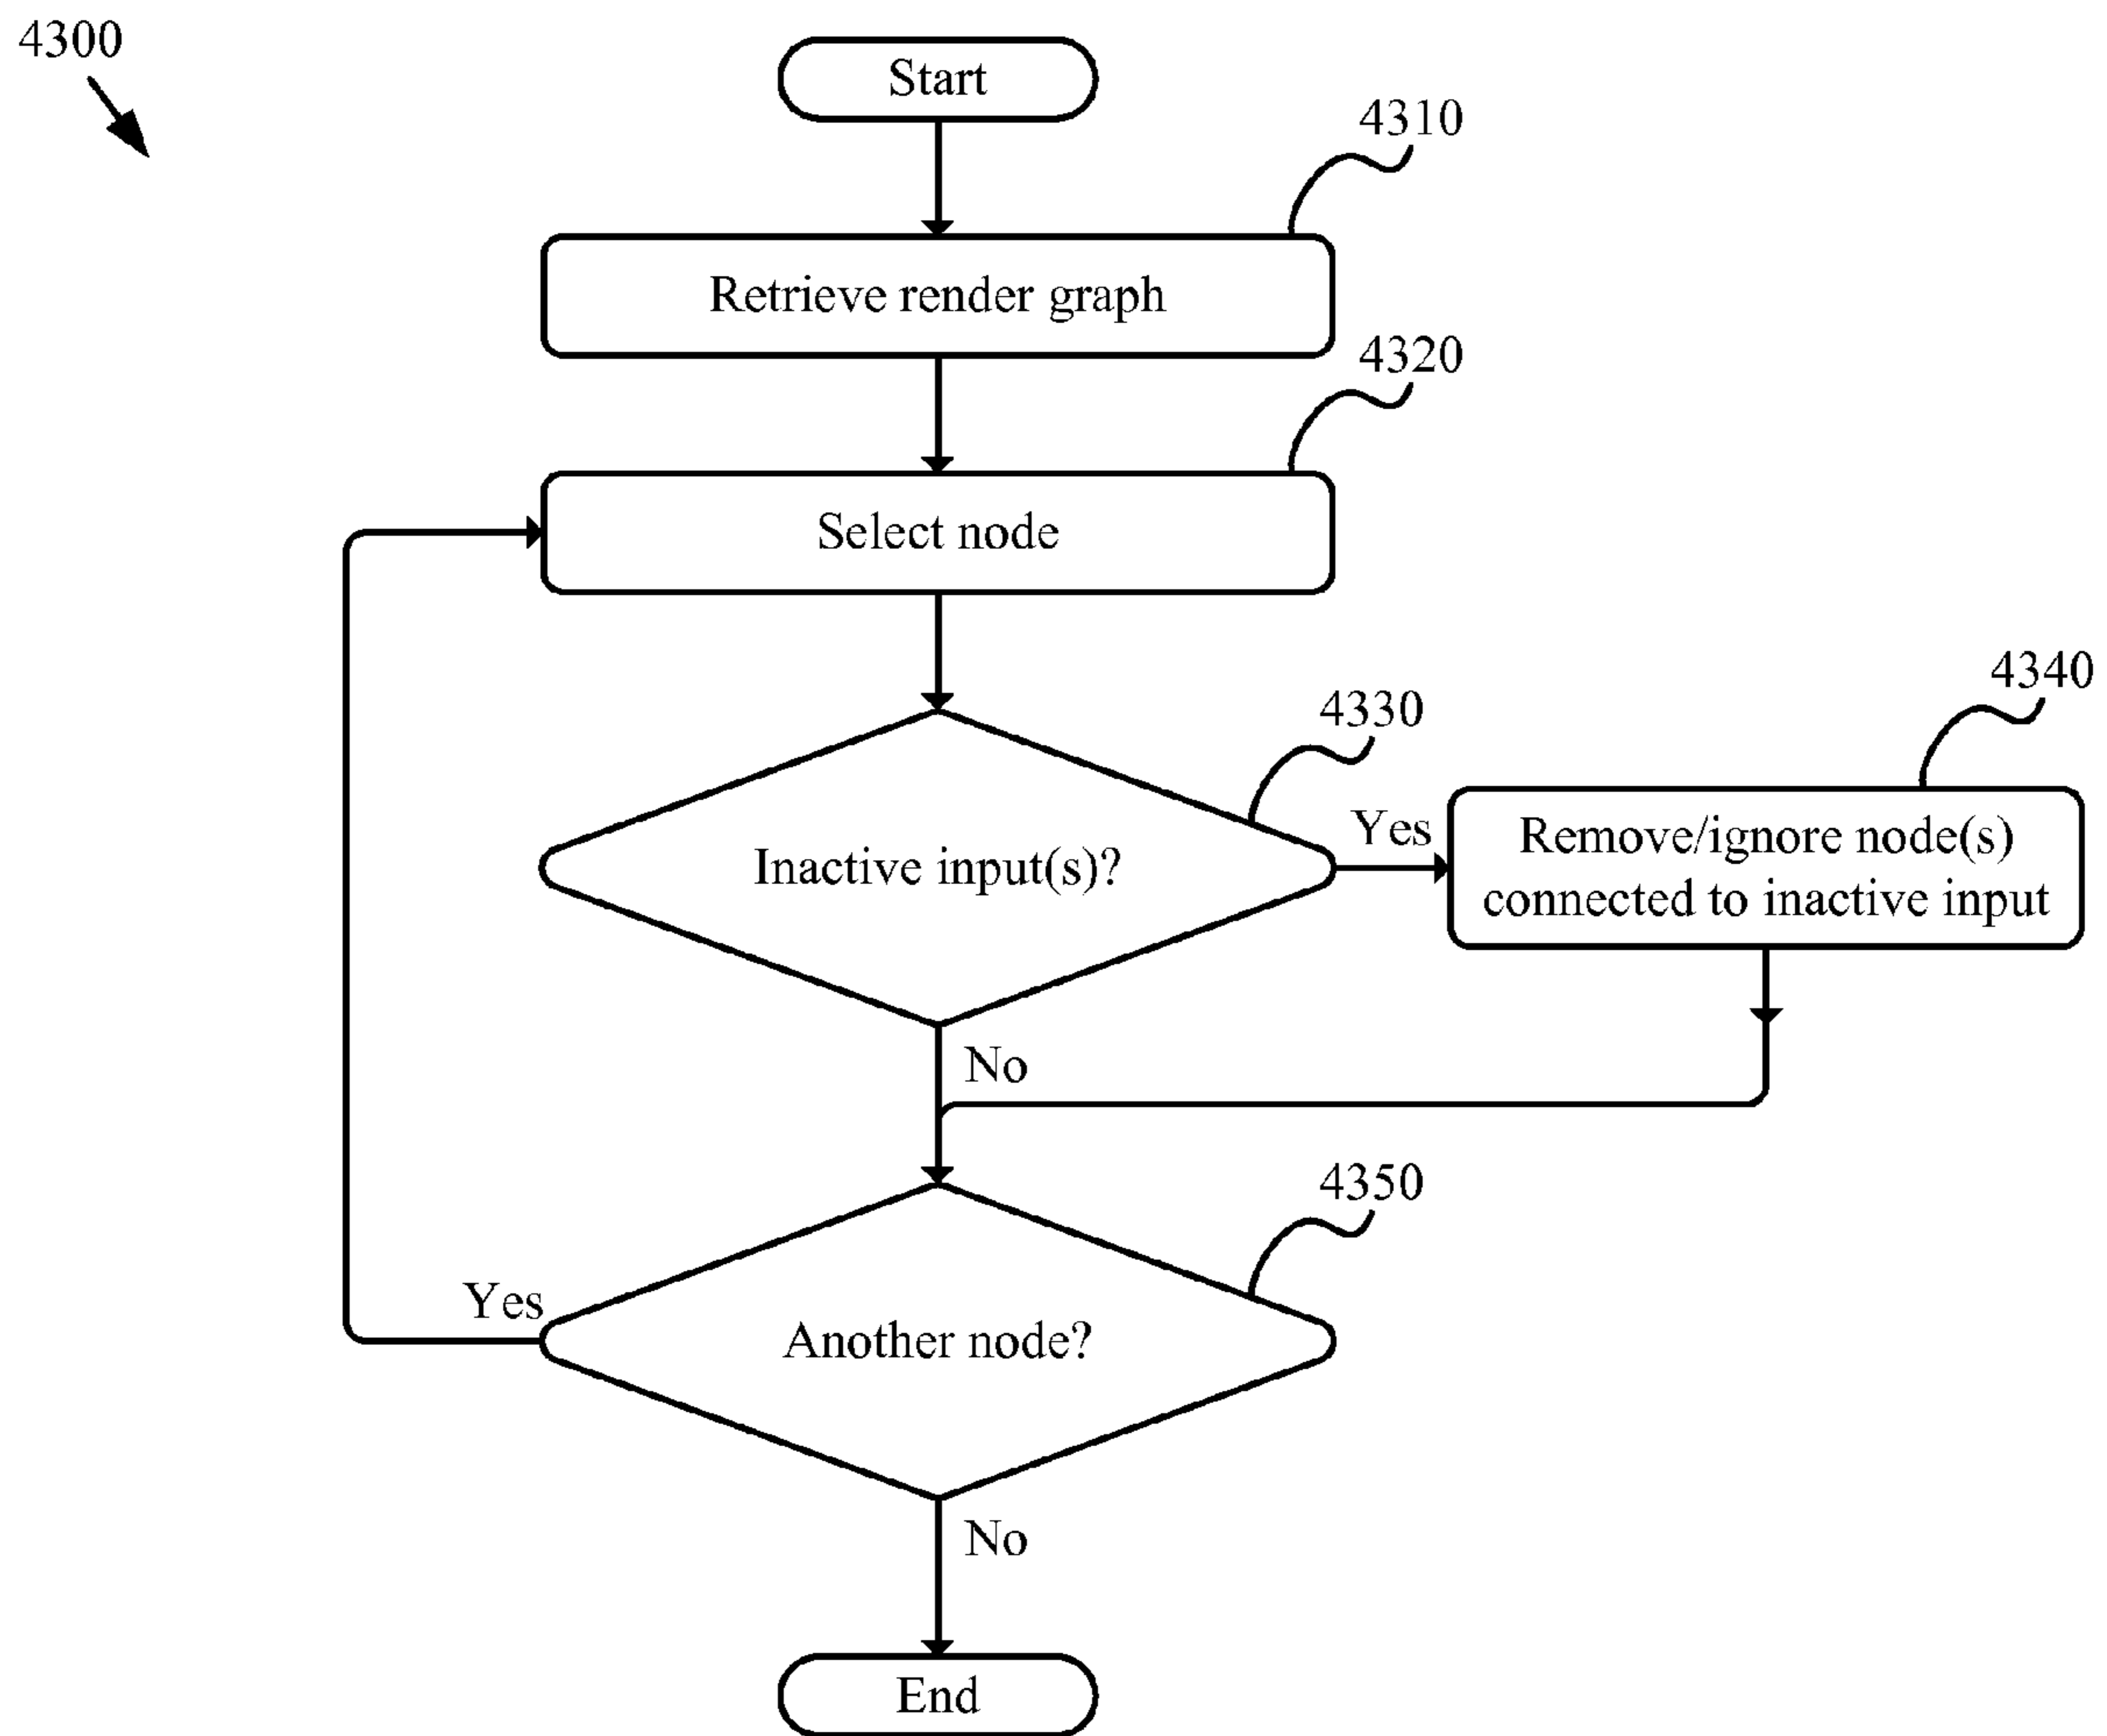 4300
Start
4310
Retrieve render graph
4320
Select node
4330
4340
Inactive input(s)?
Yes
Remove/ignore node(s)
connected to inactive input
No
4350
Yes
Another node?
No
End